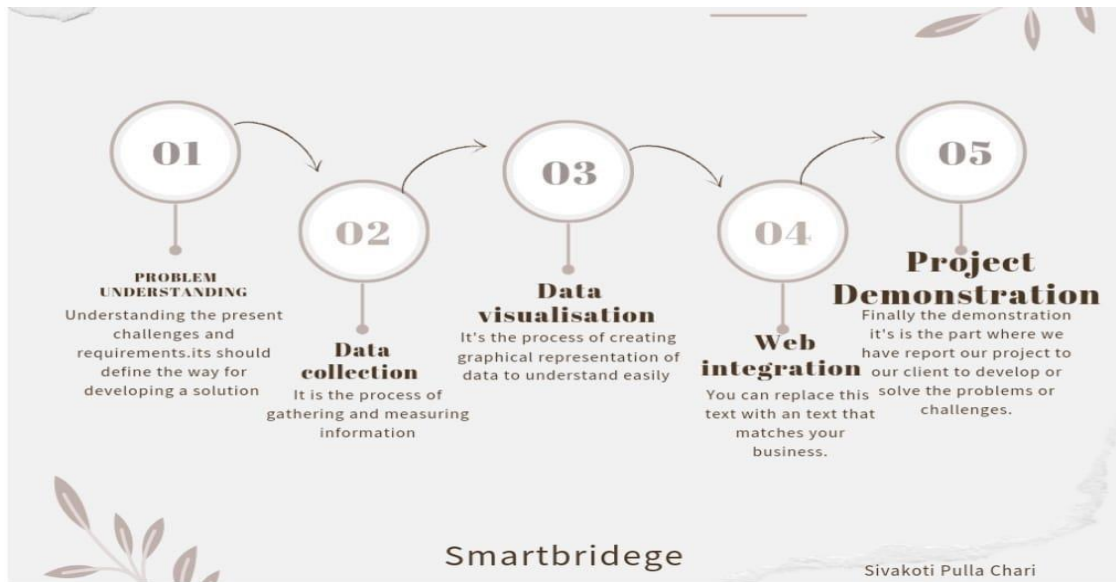 01
PROBLEM
UNDERSTANDING
Understanding the present
challenges and
requirements.its should
define the way for
developing a solution
02
Data
collection
It is the process of
gathering and measuring
information
03
Data
visualisation
It's the process of creating
graphical representation of
data to understand easily
04
Web
integration
You can replace this
text with an text that
matches your
business.
05
Project
Demonstration
Finally the demonstration
it's is the part where we
have report our project to
our client to develop or
solve the problems or
challenges.
Smartbridege
Sivakoti Pulla Chari